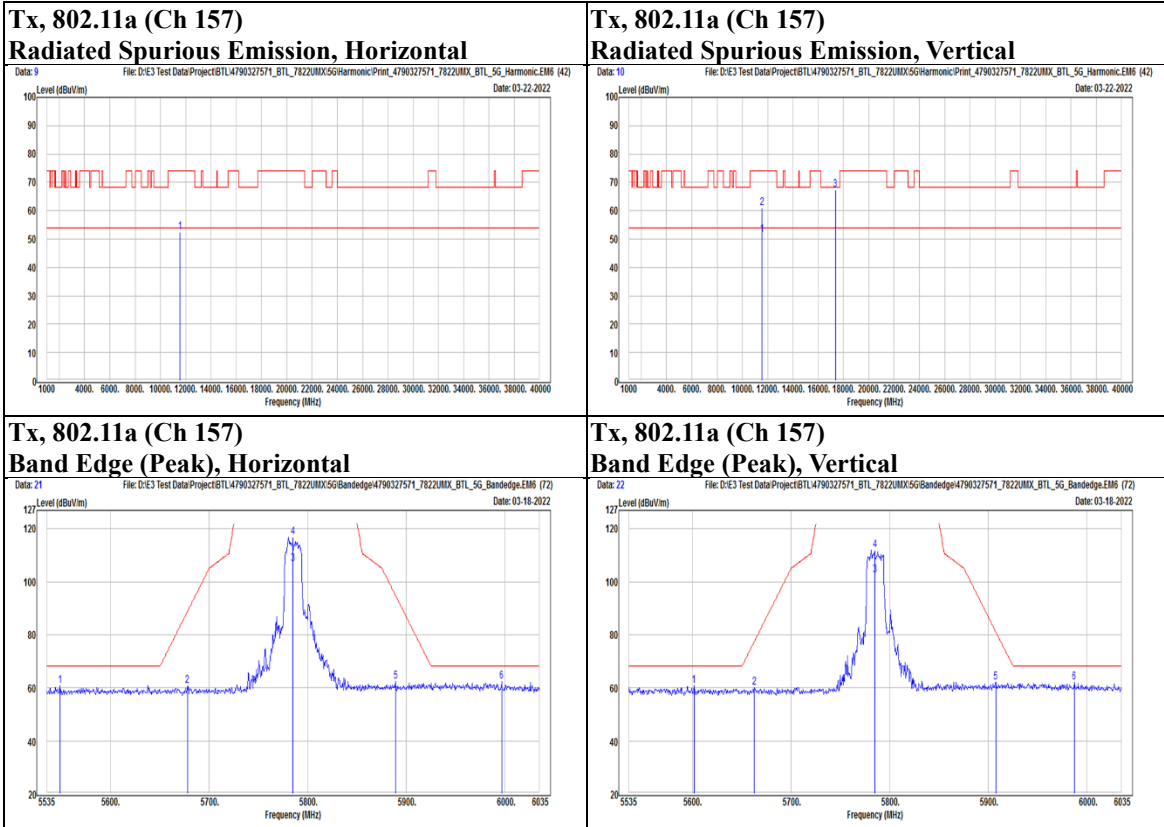 Tx, 802.11a (Ch 157)
Radiated Spurious Emission, Horizontal
Data: 9 File: D:\E3 Test Data\Project\BTL\4790327571_BTL_7822UMX\5G\Harmonic\Print_4790327571_7822UMX_BTL_5G_Harmonic.EM6 (42)
Level (dBuV/m) Date: 03-22-2022
100
90
80
70
60
50
40
30
20
10
0
1
1000 4000. 6000. 8000. 10000. 12000. 14000. 16000. 18000. 20000. 22000. 24000. 26000. 28000. 30000. 32000. 34000. 36000. 38000. 40000
Frequency (MHz)
Tx, 802.11a (Ch 157)
Radiated Spurious Emission, Vertical
Data: 10 File: D:\E3 Test Data\Project\BTL\4790327571_BTL_7822UMX\5G\Harmonic\Print_4790327571_7822UMX_BTL_5G_Harmonic.EM6 (42)
Level (dBuV/m) Date: 03-22-2022
100
90
80
70
60
50
40
30
20
10
0
1
2
3
1000 4000. 6000. 8000. 10000. 12000. 14000. 16000. 18000. 20000. 22000. 24000. 26000. 28000. 30000. 32000. 34000. 36000. 38000. 40000
Frequency (MHz)
Tx, 802.11a (Ch 157)
Band Edge (Peak), Horizontal
Data: 21 File: D:\E3 Test Data\Project\BTL\4790327571_BTL_7822UMX\5G\Bandedge\4790327571_7822UMX_BTL_5G_Bandedge.EM6 (72)
127 Level (dBuV/m) Date: 03-18-2022
120
100
80
60
40
20
1
2
3
4
5
6
5535 5600. 5700. 5800. 5900. 6000. 6035
Frequency (MHz)
Tx, 802.11a (Ch 157)
Band Edge (Peak), Vertical
Data: 22 File: D:\E3 Test Data\Project\BTL\4790327571_BTL_7822UMX\5G\Bandedge\4790327571_7822UMX_BTL_5G_Bandedge.EM6 (72)
127 Level (dBuV/m) Date: 03-18-2022
120
100
80
60
40
20
1
2
3
4
5
6
5535 5600. 5700. 5800. 5900. 6000. 6035
Frequency (MHz)